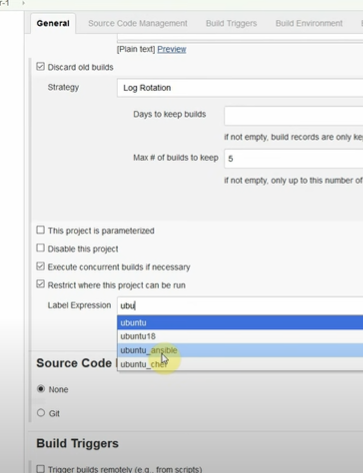 r-1 ›
General Source Code Management Build Triggers Build Environment
[Plain text] Preview
Discard old builds
Strategy Log Rotation
Days to keep builds
if not empty, build records are only ke
Max # of builds to keep 5
if not empty, only up to this number of
This project is parameterized
Disable this project
Execute concurrent builds if necessary
Restrict where this project can be run
Label Expression ubu
ubuntu
ubuntu18
ubuntu_ansible
ubuntu_chef
Source Code
None
Git
Build Triggers
Trigger builds remotely (e.g., from scripts)